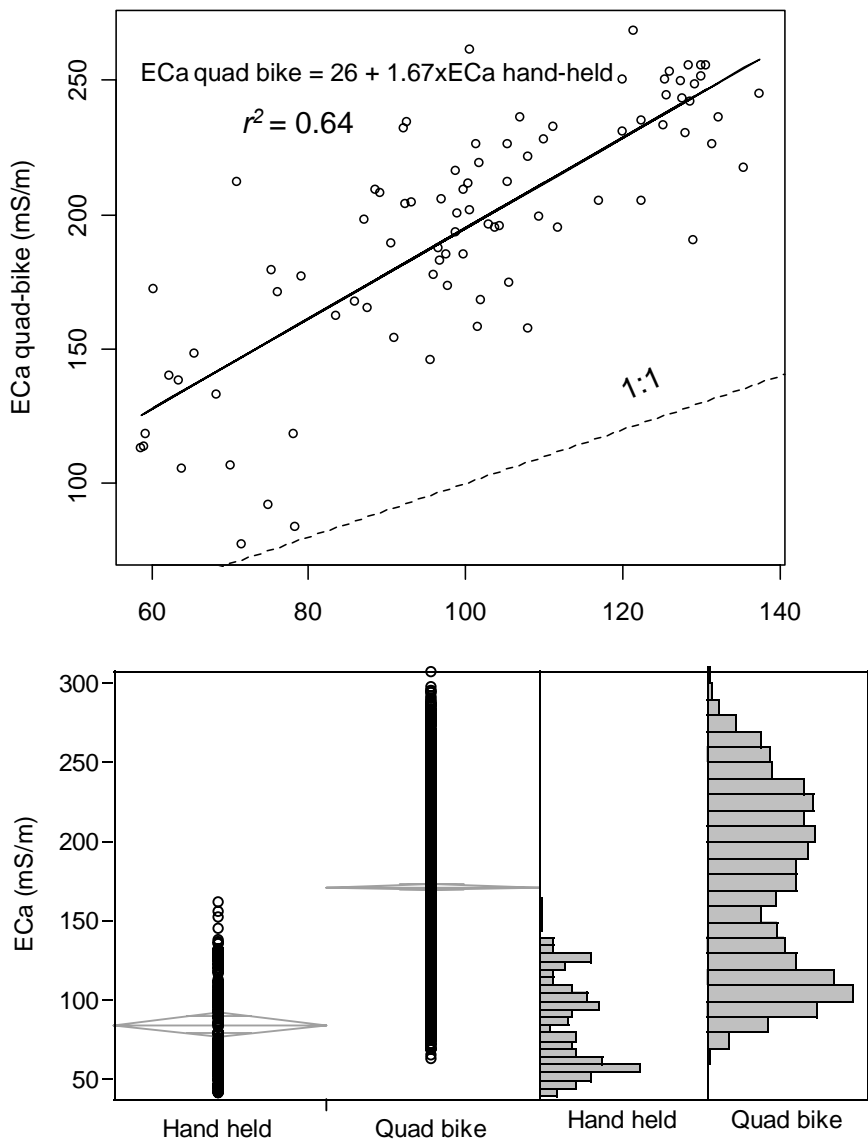 ECa quad bike = 26 + 1.67xECa hand-held
r² = 0.64
ECa quad-bike (mS/m)
250
200
150
100
1:1
60 80 100 120 140
ECa (mS/m)
300
250
200
150
100
50
Hand held Quad bike Hand held Quad bike